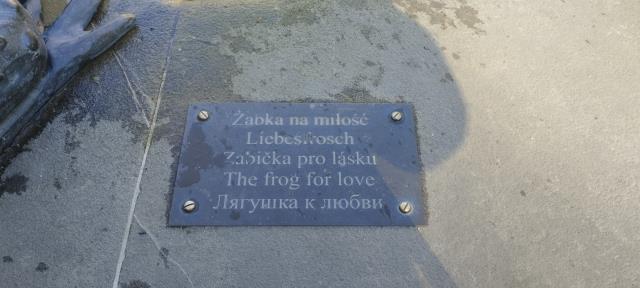 Żabka na miłość
Liebesfrosch
Žabička pro lásku
The frog for love
Лягушка к любви